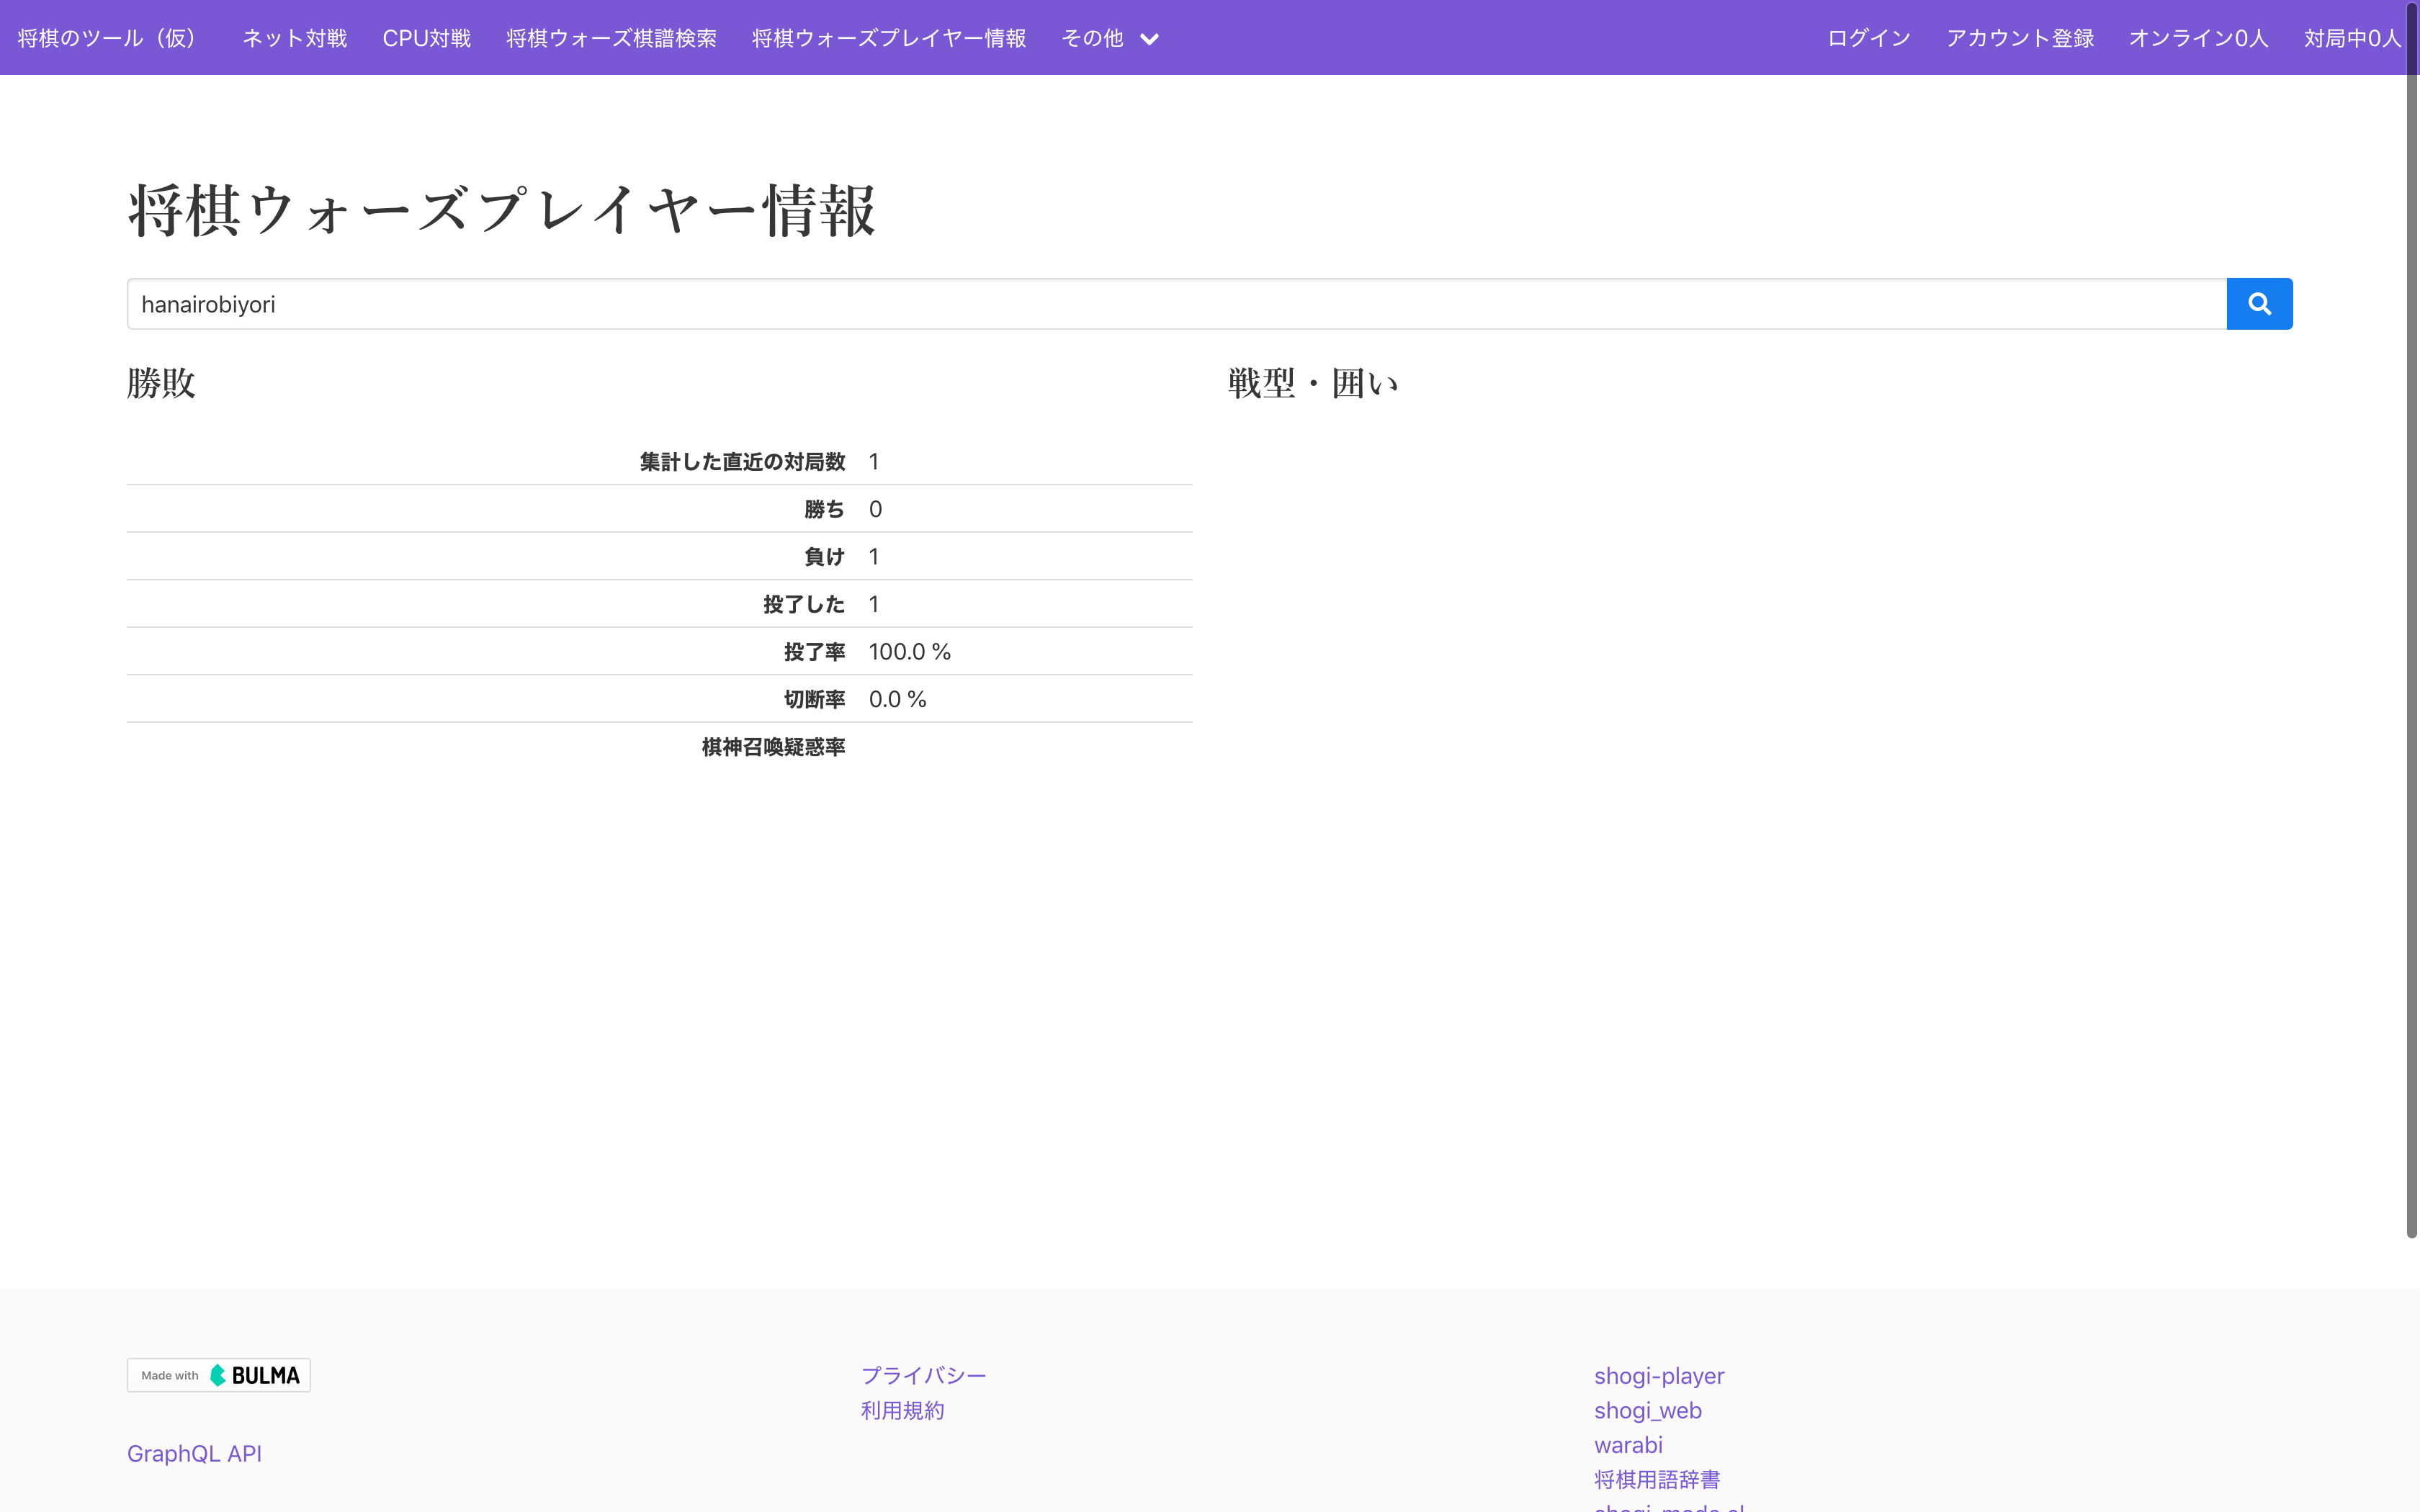 将棋のツール（仮） ネット対戦 CPU対戦 将棋ウォーズ棋譜検索 将棋ウォーズプレイヤー情報 その他 ログイン アカウント登録 オンライン0人 対局中0人
将棋ウォーズプレイヤー情報
hanairobiyori
勝敗
集計した直近の対局数 1
勝ち 0
負け 1
投了した 1
投了率 100.0 %
切断率 0.0 %
棋神召喚疑惑率
戦型・囲い
Made with BULMA
GraphQL API
プライバシー
利用規約
shogi-player
shogi_web
warabi
将棋用語辞書